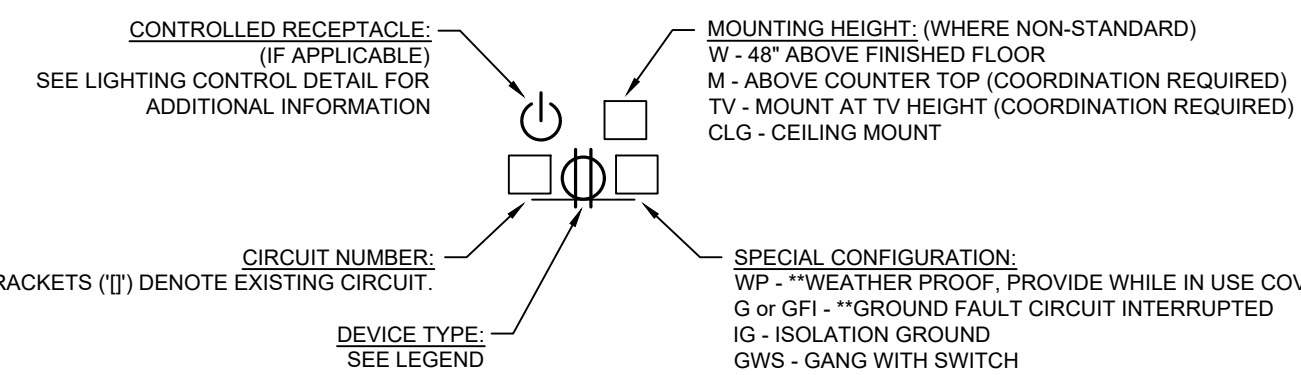 CONTROLLED RECEPTACLE:
(IF APPLICABLE)
SEE LIGHTING CONTROL DETAIL FOR
ADDITIONAL INFORMATION
MOUNTING HEIGHT: (WHERE NON-STANDARD)
W - 48" ABOVE FINISHED FLOOR
M - ABOVE COUNTER TOP (COORDINATION REQUIRED)
TV - MOUNT AT TV HEIGHT (COORDINATION REQUIRED)
CLG - CEILING MOUNT
CIRCUIT NUMBER:
('[]') DENOTE EXISTING CIRCUIT.
DEVICE TYPE:
SEE LEGEND
SPECIAL CONFIGURATION:
WP - **WEATHER PROOF, PROVIDE WHILE IN USE
G or GFI - **GROUND FAULT CIRCUIT INTERRUPTED
IG - ISOLATION GROUND
GWS - GANG WITH SWITCH